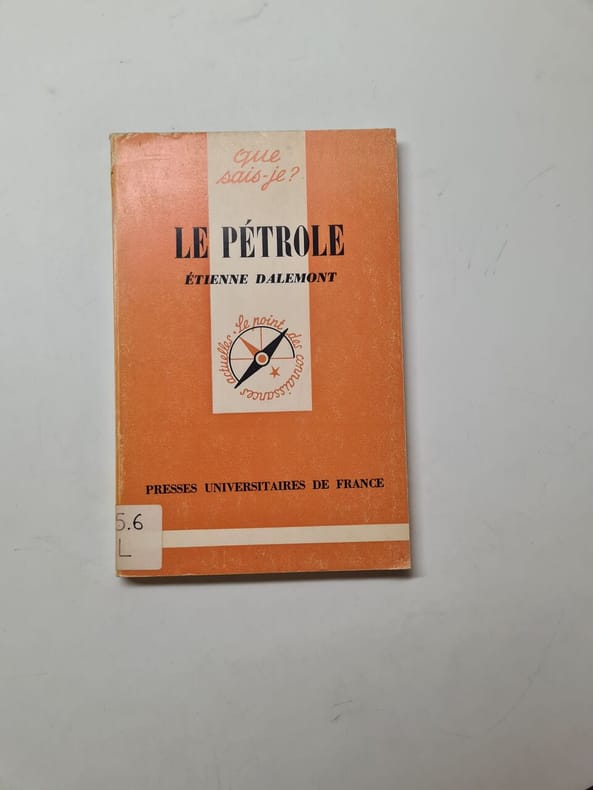 que
sais-je?
LE PÉTROLE
ÉTIENNE DALEMONT
Le point des connaissances actuelles •
PRESSES UNIVERSITAIRES DE FRANCE
5.6
L